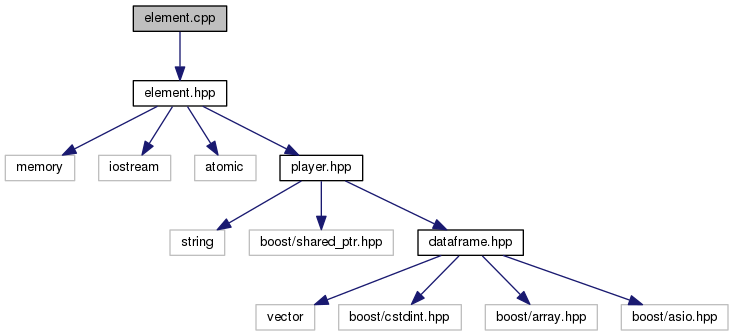 element.cpp
element.hpp
memory
iostream
atomic
player.hpp
string
boost/shared_ptr.hpp
dataframe.hpp
vector
boost/cstdint.hpp
boost/array.hpp
boost/asio.hpp